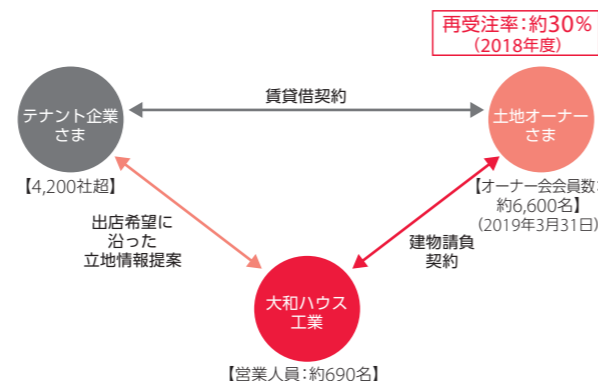 再受注率：約30％
（2018年度）
賃貸借契約
テナント企業
さま
土地オーナー
さま
【4,200社超】
【オーナー会会員数：
約6,600名】
（2019年3月31日）
出店希望に
沿った
立地情報提案
建物請負
契約
大和ハウス
工業
【営業人員：約690名】